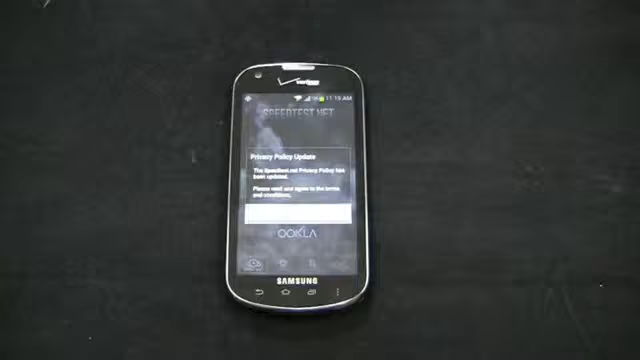 verizon
11:19 AM
SPEEDTEST.NET
Privacy Policy Update
The Speedtest.net Privacy Policy has
been updated.
Please read and agree to the terms
and conditions.
OOKLA
SAMSUNG